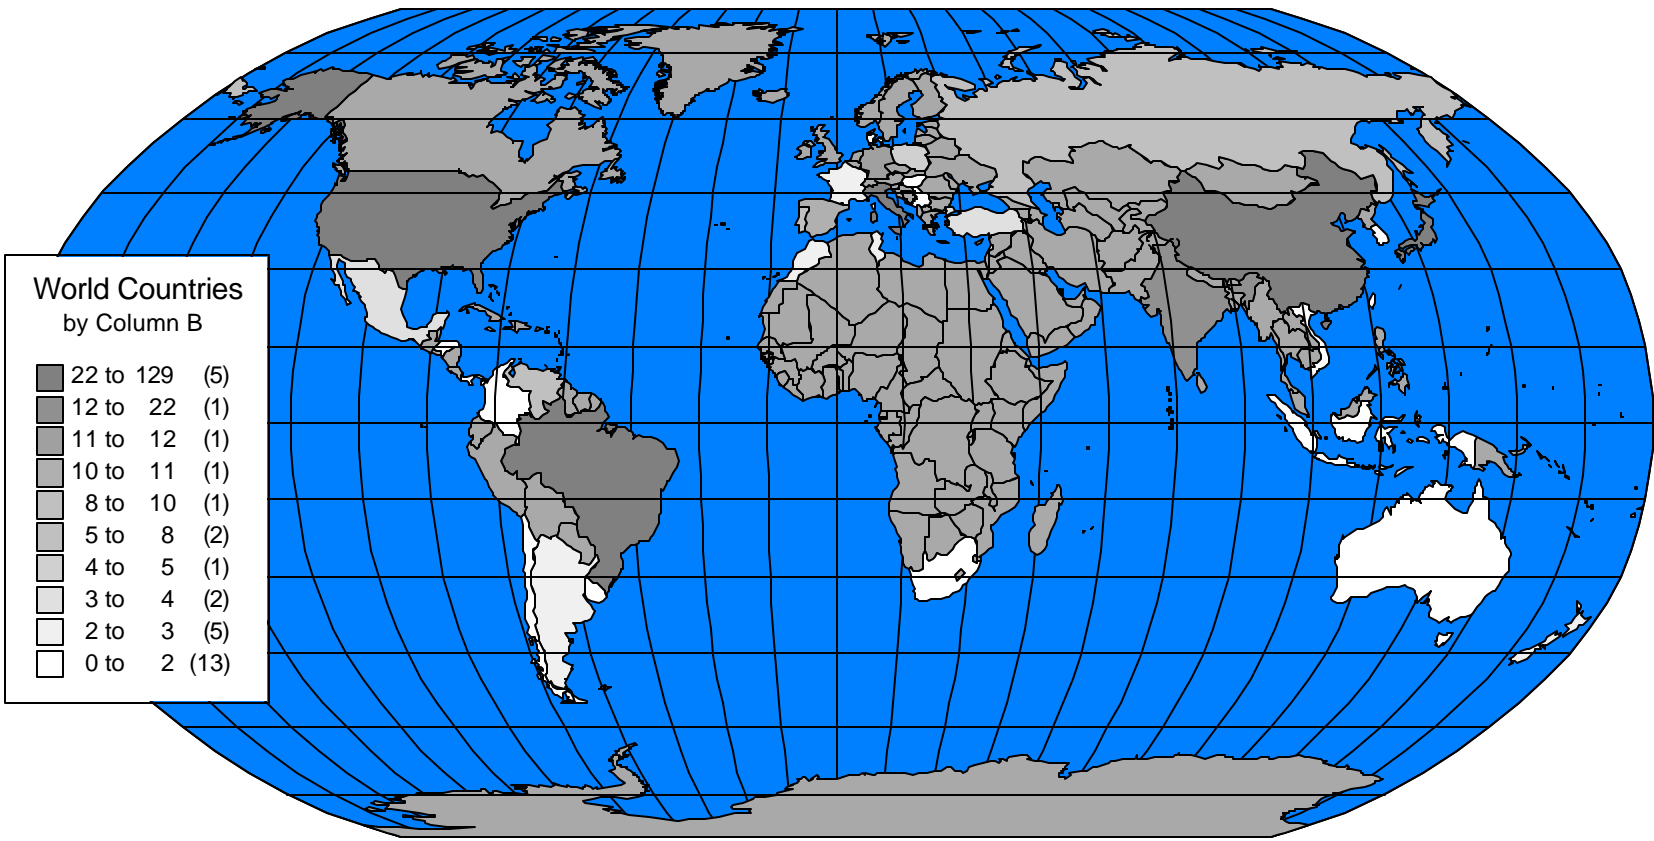 World Countries
by Column B
22 to 129 (5)
12 to 22 (1)
11 to 12 (1)
10 to 11 (1)
8 to 10 (1)
5 to 8 (2)
4 to 5 (1)
3 to 4 (2)
2 to 3 (5)
0 to 2 (13)